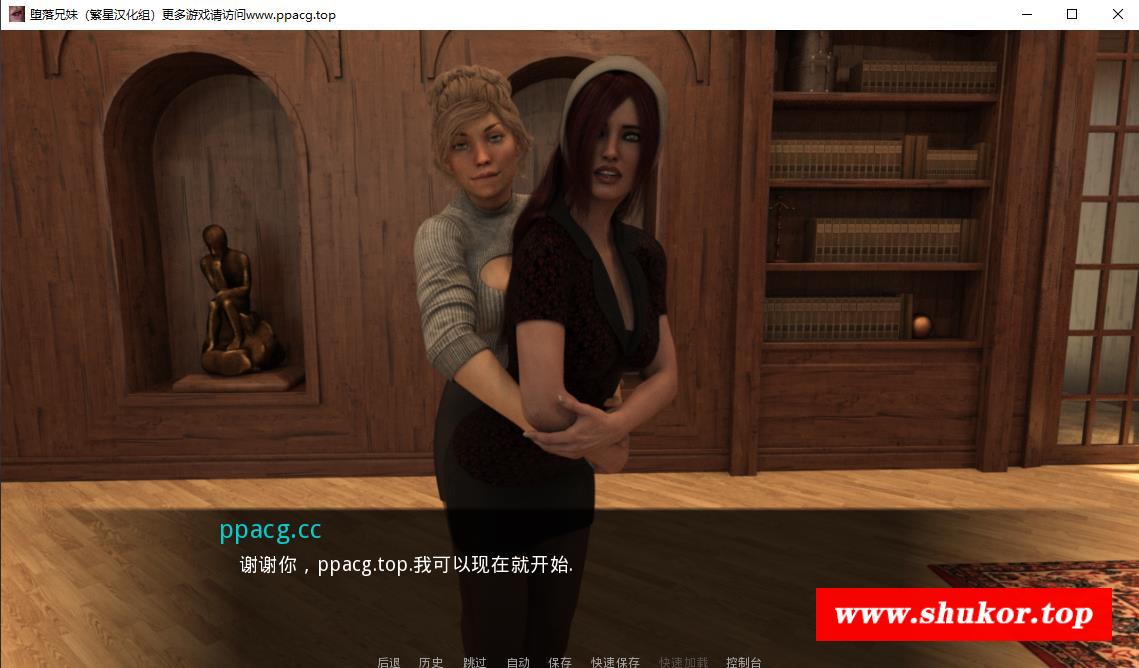 堕落兄妹（繁星汉化组）更多游戏请访问www.ppacg.top
ppacg.cc
谢谢你，ppacg.top.我可以现在就开始.
www.shukor.top
后退 历史 跳过 自动 保存 快速保存 快速加载 控制台